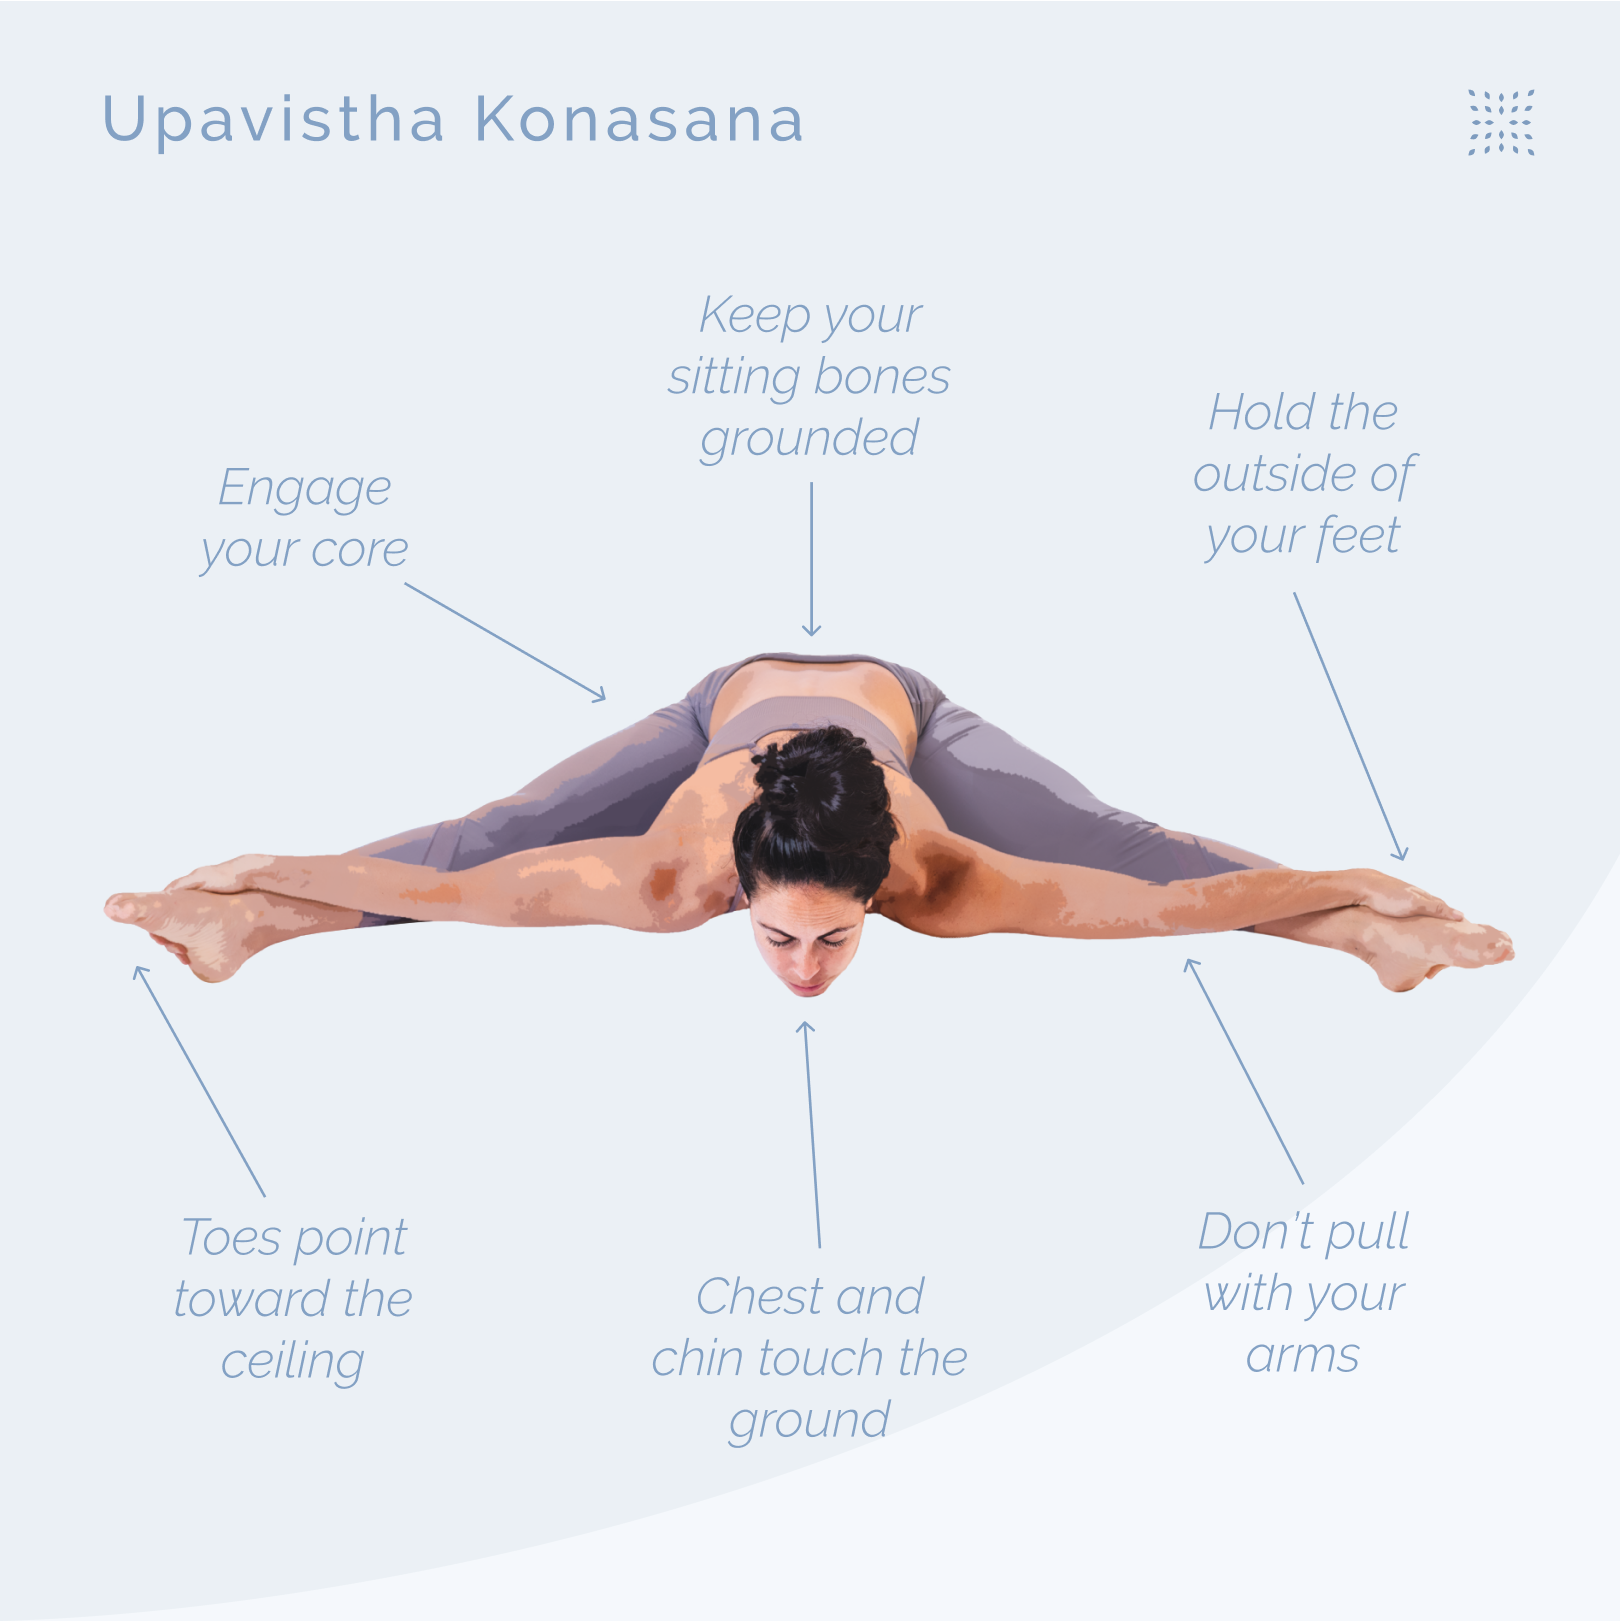 Upavistha Konasana
Keep your
sitting bones
grounded
Hold the
outside of
your feet
Engage
your core
Toes point
toward the
ceiling
Chest and
chin touch the
ground
Don't pull
with your
arms